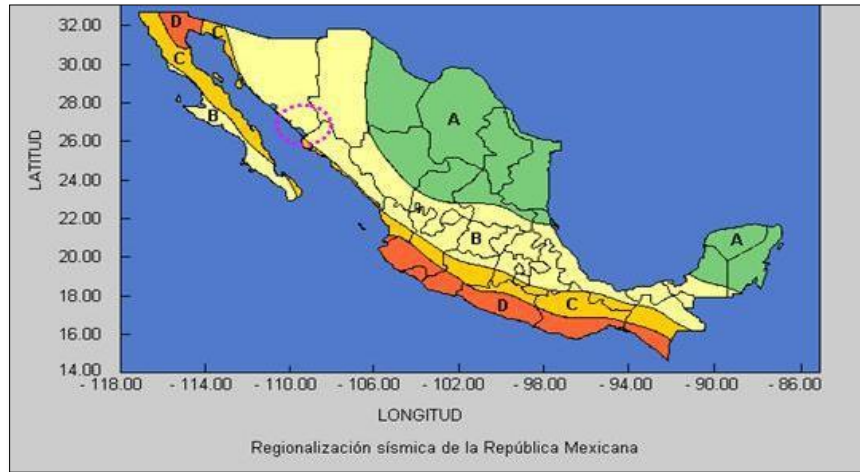 32.00
30.00
28.00
26.00
24.00
22.00
20.00
18.00
16.00
14.00
LATITUD
D
C
C
B
A
B
A
C
D
- 118.00 - 114.00 - 110.00 - 106.00 - 102.00 - 98.00 - 94.00 - 90.00 - 86.00
LONGITUD
Regionalización sísmica de la República Mexicana